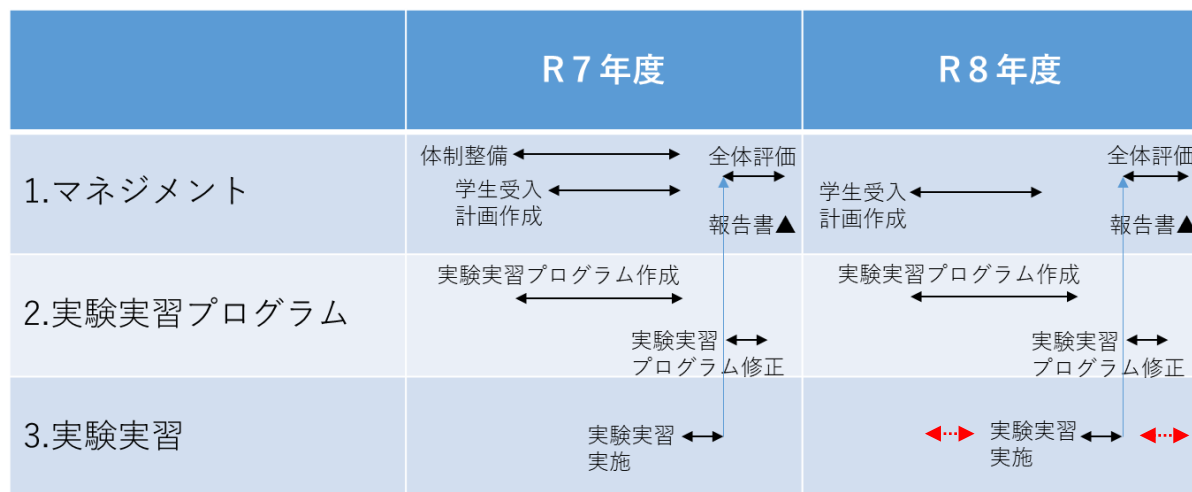 R７年度
R８年度
1.マネジメント
体制整備
全体評価
学生受入
計画作成
報告書▲
全体評価
学生受入
計画作成
報告書▲
2.実験実習プログラム
実験実習プログラム作成
実験実習
プログラム修正
実験実習プログラム作成
実験実習
プログラム修正
3.実験実習
実験実習
実施
実験実習
実施